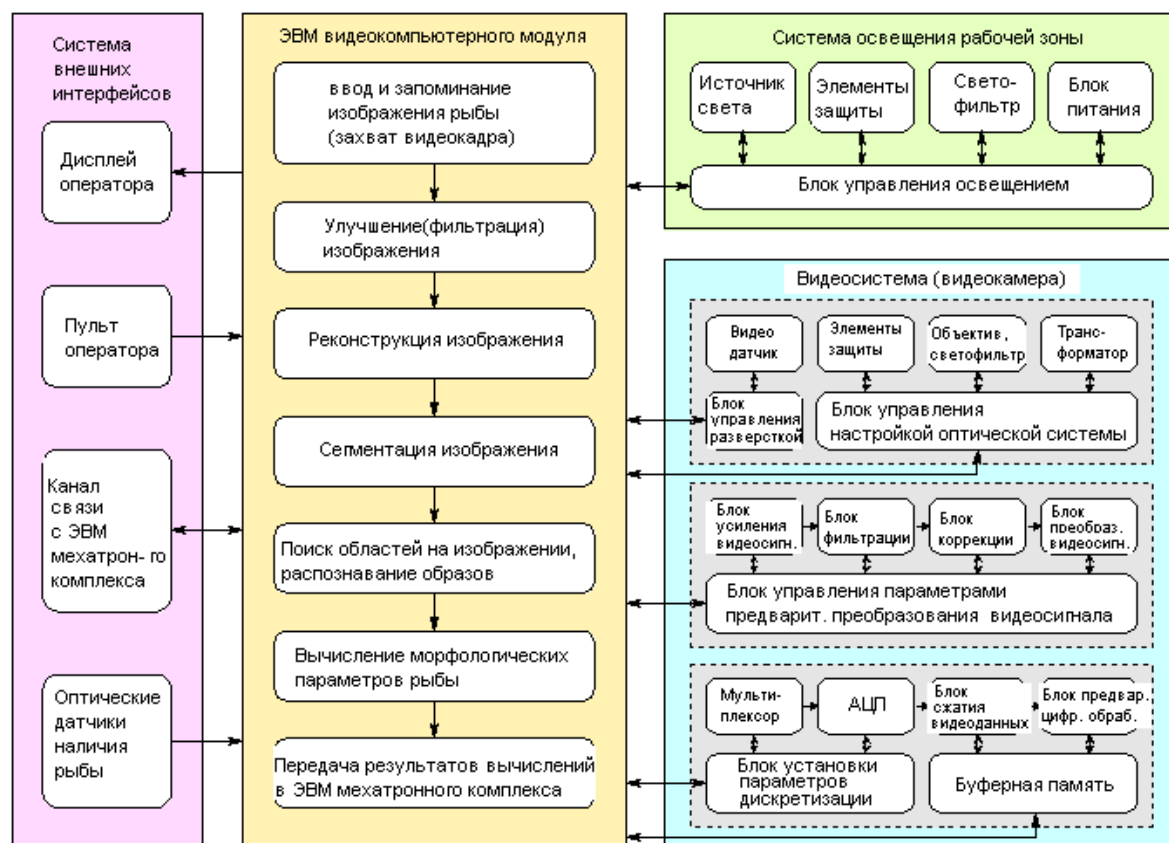 Система
внешних
интерфейсов
Дисплей
оператора
Пульт
оператора
Канал
связи
с ЭВМ
мехатрон- го
комплекса
Оптические
датчики
наличия
рыбы
ЭВМ видеокомпьютерного модуля
ввод и запоминание
изображения рыбы
(захват видеокадра)
Улучшение(фильтрация)
изображения
Реконструкция изображения
Сегментация изображения
Поиск областей на изображении,
распознавание образов
Вычисление морфологических
параметров рыбы
Передача результатов вычислений
в ЭВМ мехатронного комплекса
Система освещения рабочей зоны
Источник
света
Элементы
защиты
Свето-
фильтр
Блок
питания
Блок управления освещением
Видеосистема (видеокамера)
Видео
датчик
Элементы
защиты
Объектив,
светофильтр
Транс-
форматор
Блок
управления
разверсткой
Блок управления
настройкой оптической системы
Блок
усиления
видеосигн.
Блок
фильтрации
Блок
коррекции
Блок
преобраз.
видеосигн.
Блок управления параметрами
предварит. преобразования видеосигнала
Мульти-
плексор
АЦП
Блок
сжатия
видеоданных
Блок предвар.
цифр. обраб.
Блок установки
параметров
дискретизации
Буферная память